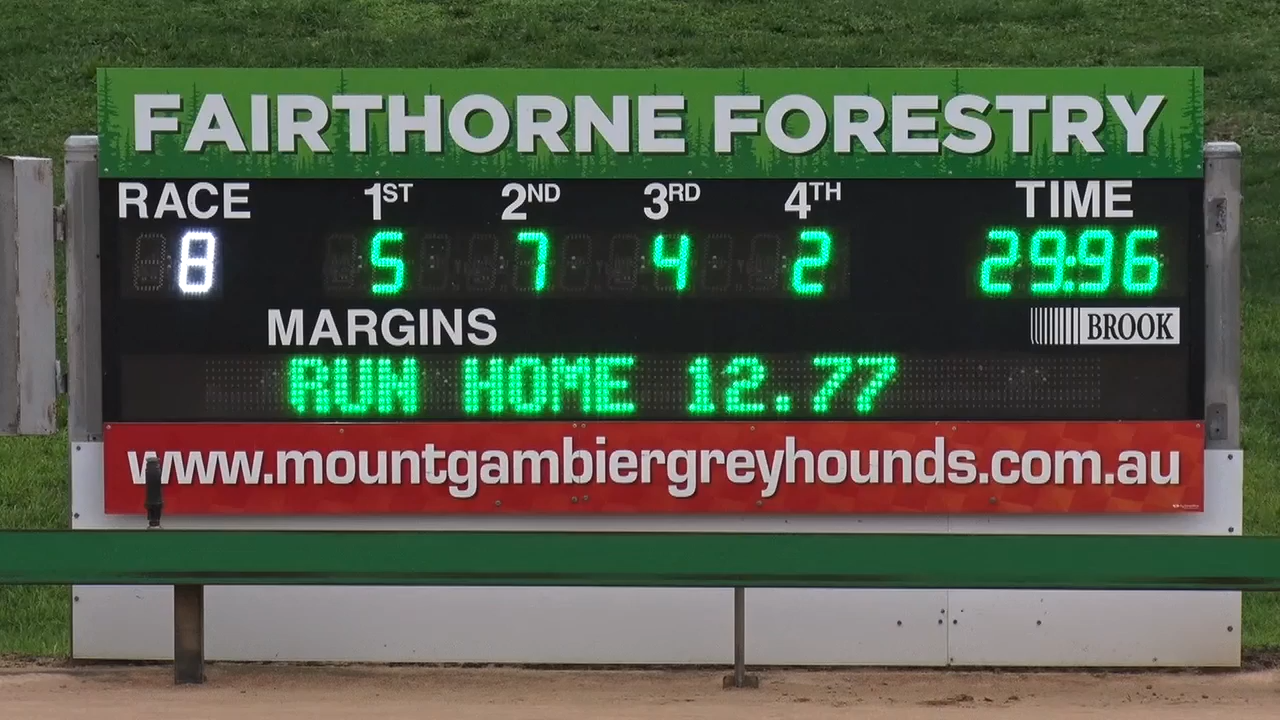 FAIRTHORNE FORESTRY
RACE 1ST 2ND 3RD 4TH TIME
8 5 7 4 2 29:96
MARGINS BROOK
RUN HOME 12.77
www.mountgambiergreyhounds.com.au